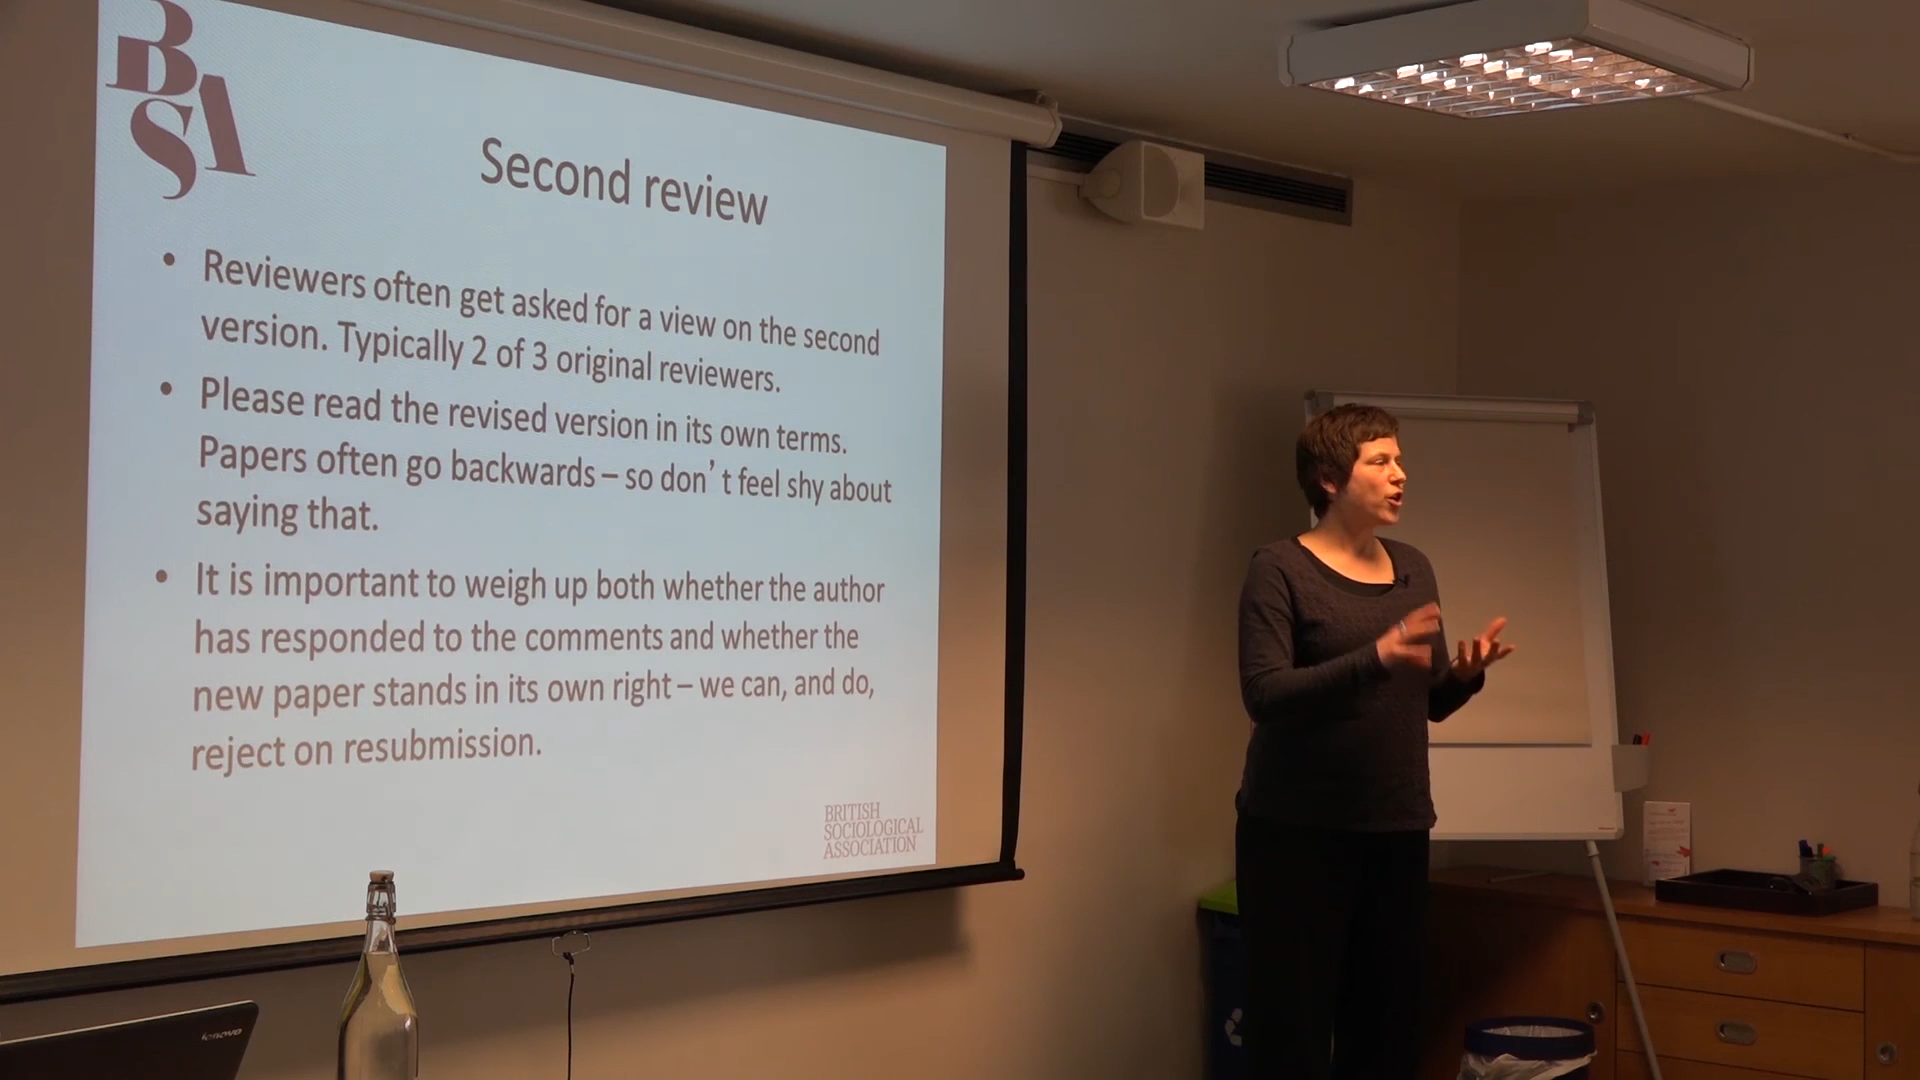 BSA
Second review
• Reviewers often get asked for a view on the second
version. Typically 2 of 3 original reviewers.
• Please read the revised version in its own terms.
Papers often go backwards – so don't feel shy about
saying that.
• It is important to weigh up both whether the author
has responded to the comments and whether the
new paper stands in its own right – we can, and do,
reject on resubmission.
BRITISH
SOCIOLOGICAL
ASSOCIATION
lenovo